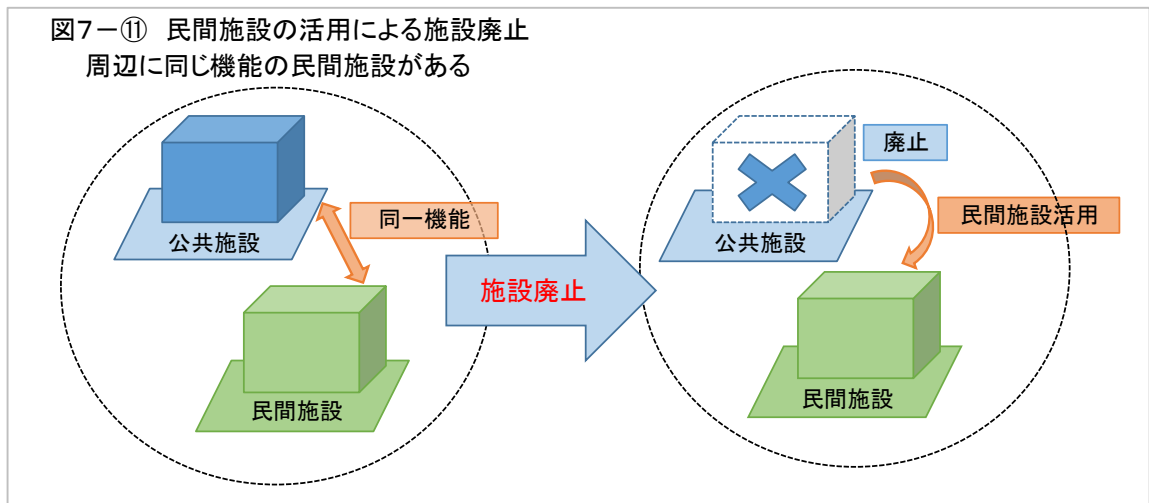 図7－⑪ 民間施設の活用による施設廃止
周辺に同じ機能の民間施設がある
同一機能
公共施設
民間施設
施設廃止
廃止
民間施設活用
公共施設
民間施設